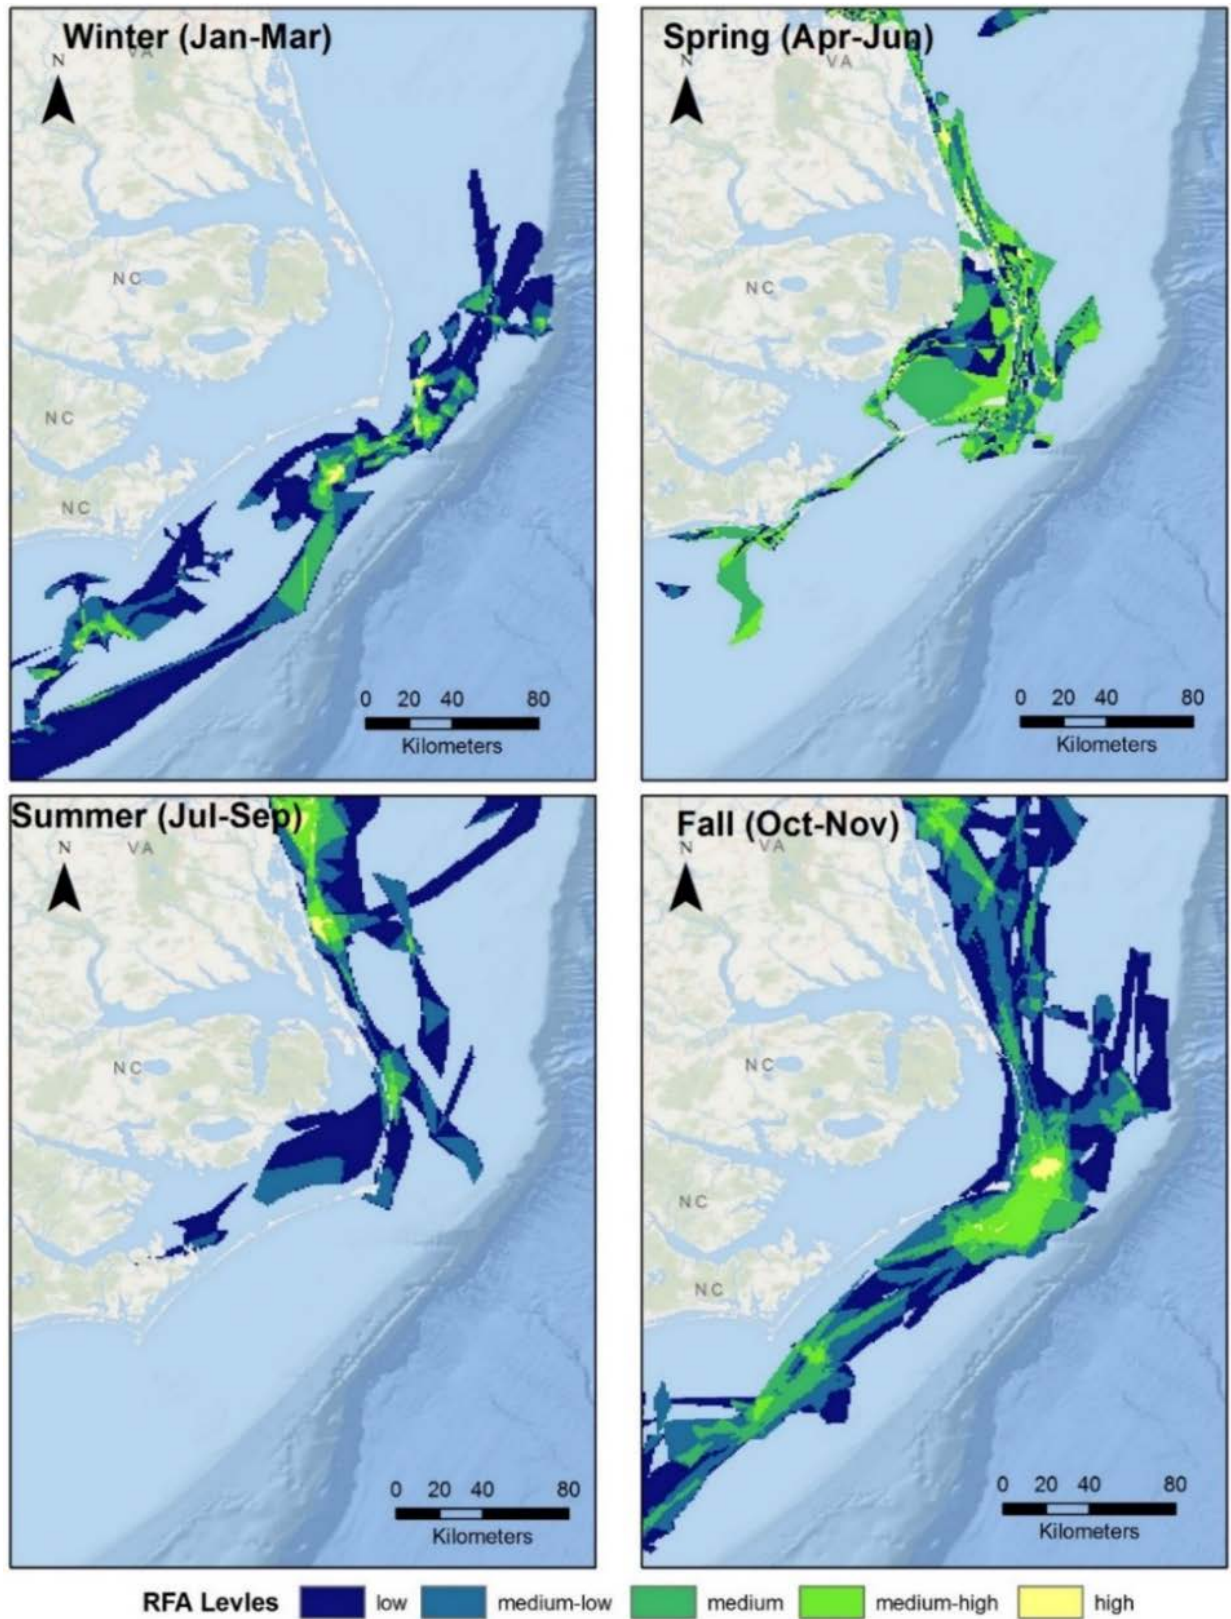 Winter (Jan-Mar)
N
VA
NC
NC
NC
0 20 40 80
Kilometers
Spring (Apr-Jun)
N
VA
NC
0 20 40 80
Kilometers
Summer (Jul-Sep)
N
VA
NC
0 20 40 80
Kilometers
Fall (Oct-Nov)
N
VA
NC
NC
0 20 40 80
Kilometers
RFA Levles low medium-low medium medium-high high